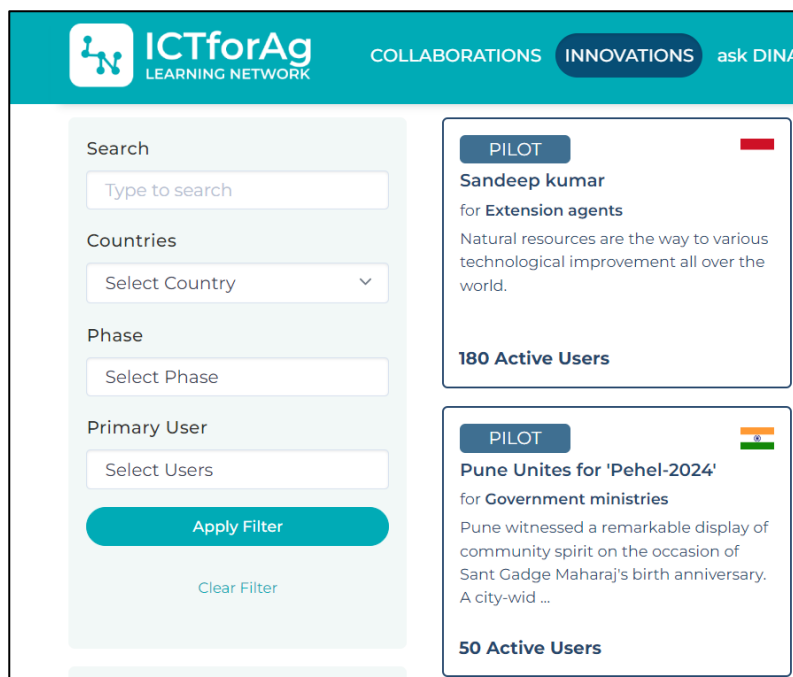 ICTforAg
LEARNING NETWORK
COLLABORATIONS
INNOVATIONS
ask DINA
Search
Type to search
Countries
Select Country
Phase
Select Phase
Primary User
Select Users
Apply Filter
Clear Filter
PILOT
Sandeep kumar
for Extension agents
Natural resources are the way to various
technological improvement all over the
world.
180 Active Users
PILOT
Pune Unites for 'Pehel-2024'
for Government ministries
Pune witnessed a remarkable display of
community spirit on the occasion of
Sant Gadge Maharaj's birth anniversary.
A city-wid ...
50 Active Users